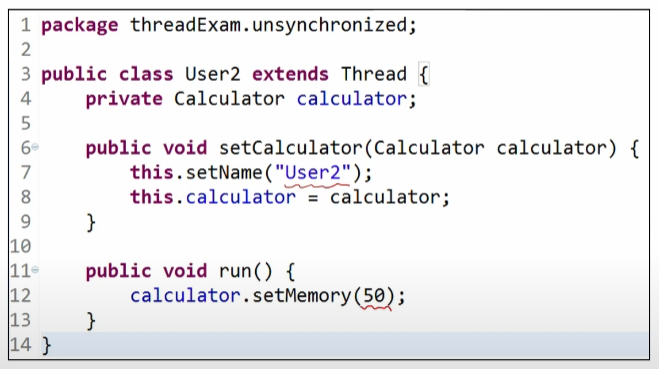 1 package threadExam.unsynchronized;
2
3 public class User2 extends Thread {
4     private Calculator calculator;
5
6     public void setCalculator(Calculator calculator) {
7         this.setName("User2");
8         this.calculator = calculator;
9     }
10
11     public void run() {
12         calculator.setMemory(50);
13     }
14 }